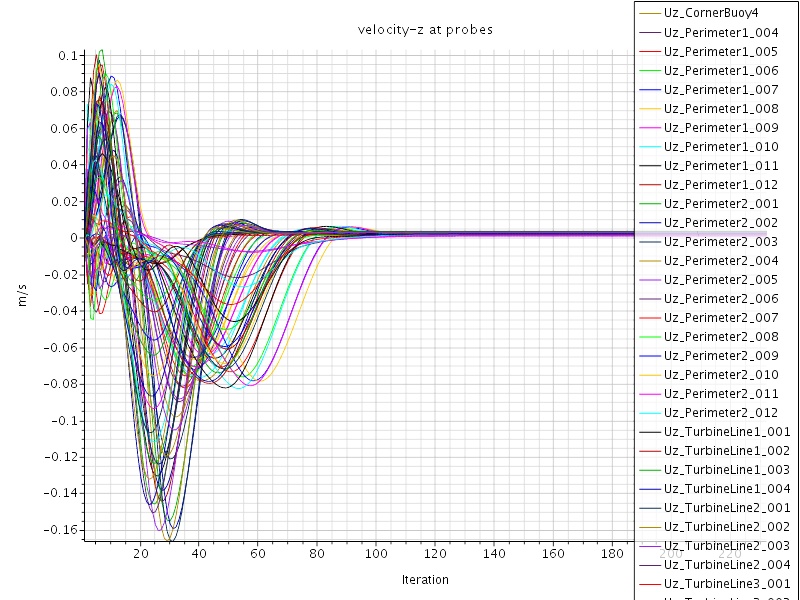 velocity-z at probes
0.1
0.08
0.06
0.04
0.02
0
-0.02
-0.04
-0.06
-0.08
-0.1
-0.12
-0.14
-0.16
m/s
20 40 60 80 100 120 140 160 180 200 220
Iteration
Uz_CornerBuoy4
Uz_Perimeter1_004
Uz_Perimeter1_005
Uz_Perimeter1_006
Uz_Perimeter1_007
Uz_Perimeter1_008
Uz_Perimeter1_009
Uz_Perimeter1_010
Uz_Perimeter1_011
Uz_Perimeter1_012
Uz_Perimeter2_001
Uz_Perimeter2_002
Uz_Perimeter2_003
Uz_Perimeter2_004
Uz_Perimeter2_005
Uz_Perimeter2_006
Uz_Perimeter2_007
Uz_Perimeter2_008
Uz_Perimeter2_009
Uz_Perimeter2_010
Uz_Perimeter2_011
Uz_Perimeter2_012
Uz_TurbineLine1_001
Uz_TurbineLine1_002
Uz_TurbineLine1_003
Uz_TurbineLine1_004
Uz_TurbineLine2_001
Uz_TurbineLine2_002
Uz_TurbineLine2_003
Uz_TurbineLine2_004
Uz_TurbineLine3_001